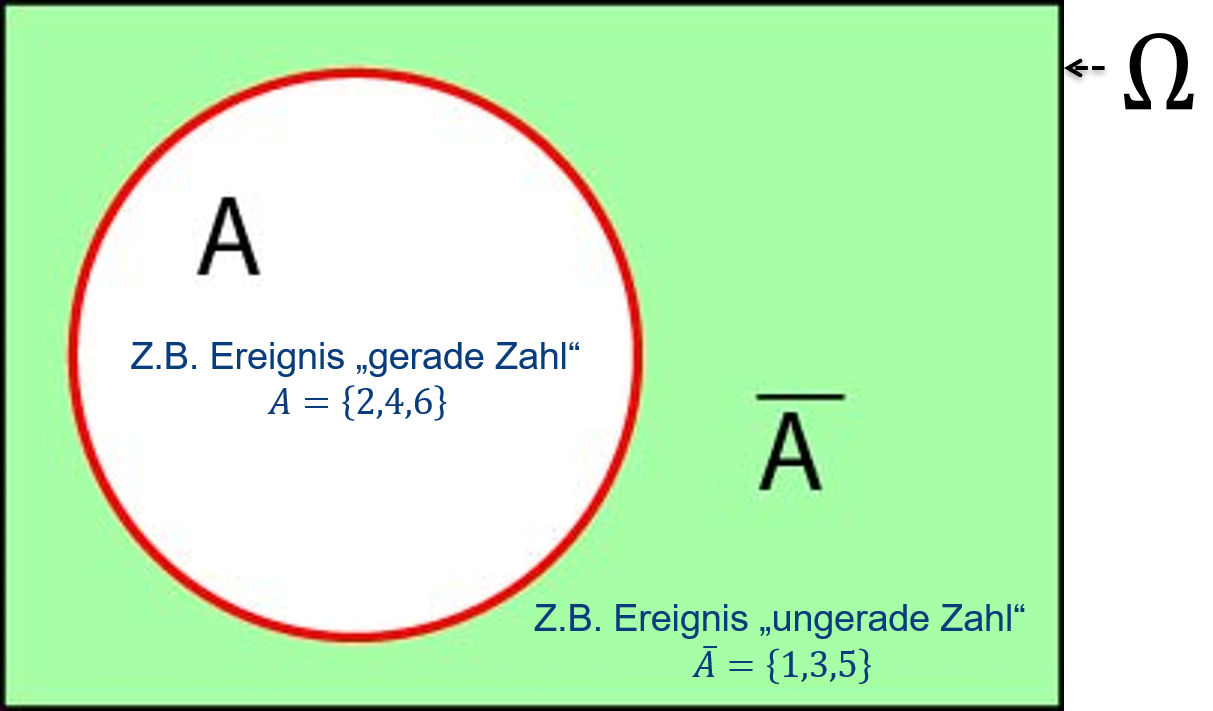 Ω
A
Z.B. Ereignis „gerade Zahl“
A = {2,4,6}
A̅
Z.B. Ereignis „ungerade Zahl“
A̅ = {1,3,5}